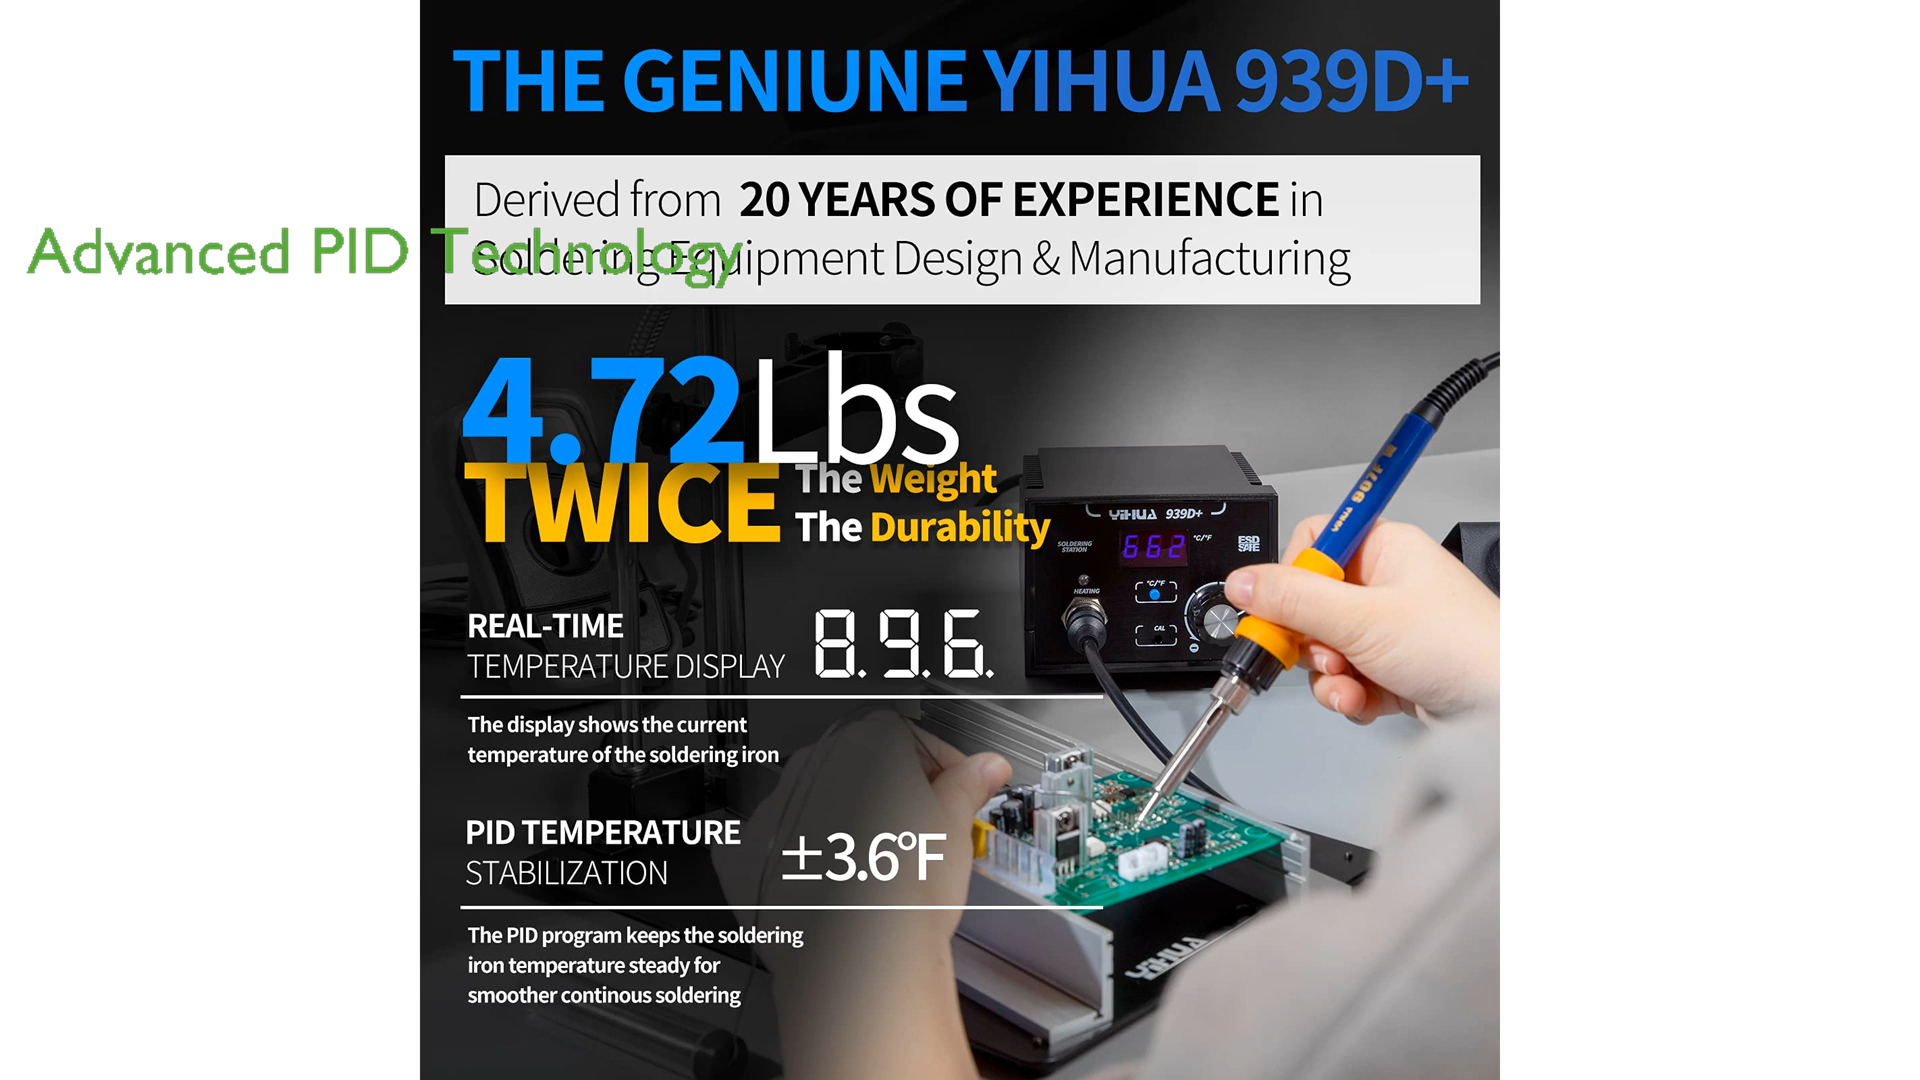 THE GENIUNE YIHUA 939D+
Derived from 20 YEARS OF EXPERIENCE in
Soldering Equipment Design & Manufacturing
Advanced PID Technology
4.72Lbs
TWICE The Weight
The Durability
YIHUA 939D+
SOLDERING
STATION
662
°C/°F
ESD
SAFE
°C/°F
HEATING
CAL
YIHUA 907F
REAL-TIME
TEMPERATURE DISPLAY
8.9.6.
The display shows the current
temperature of the soldering iron
PID TEMPERATURE
STABILIZATION
±3.6°F
The PID program keeps the soldering
iron temperature steady for
smoother continous soldering
YIHUA